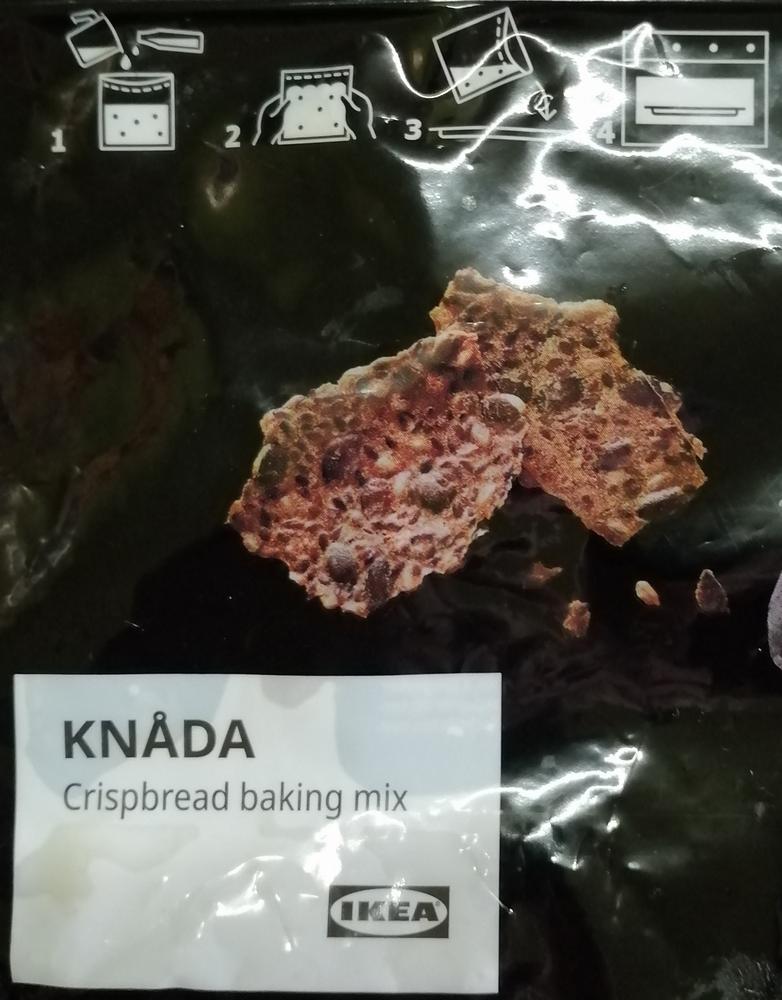 1 2 3 4
KNÅDA
Crispbread baking mix
IKEA®